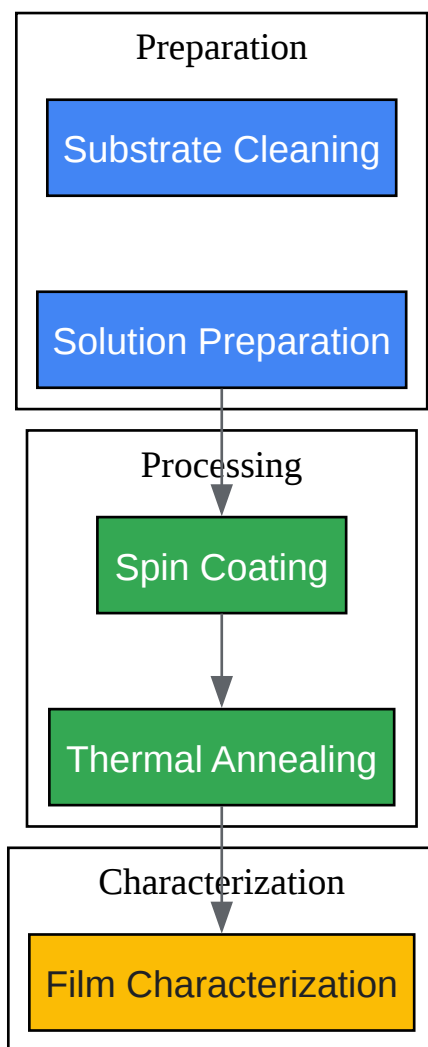 Preparation
Substrate Cleaning
Solution Preparation
Processing
Spin Coating
Thermal Annealing
Characterization
Film Characterization